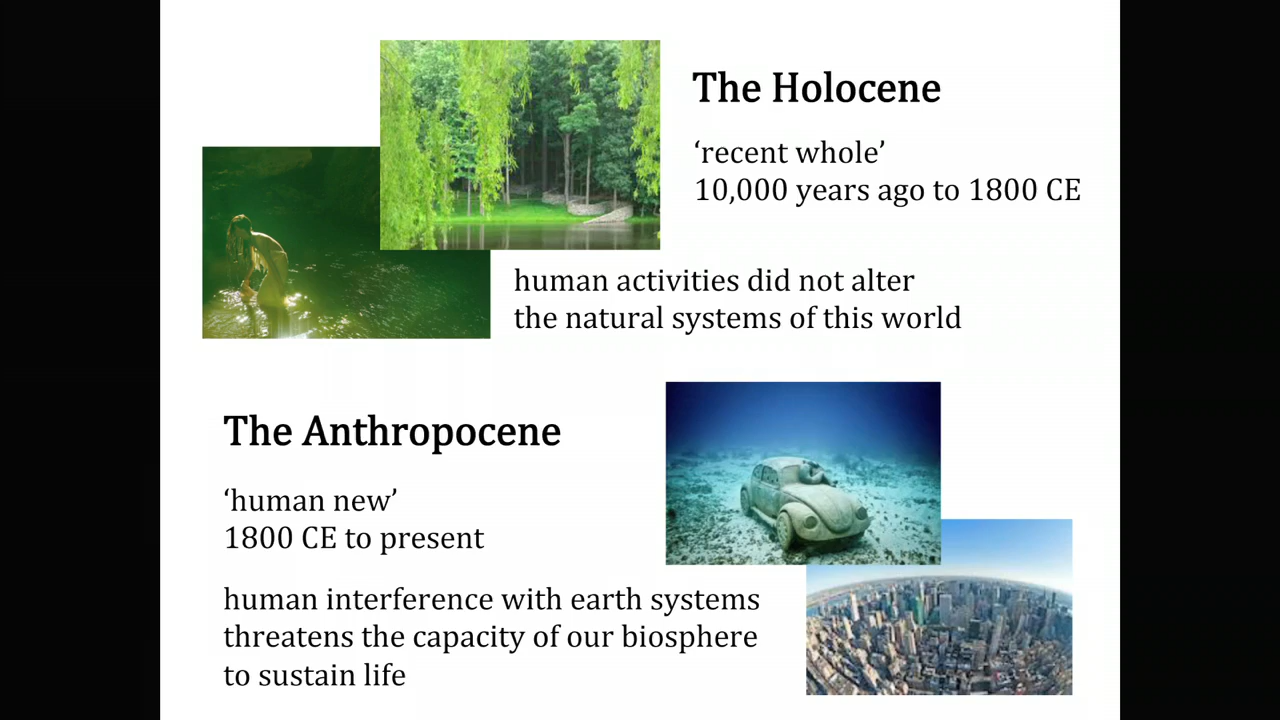 The Holocene
‘recent whole’
10,000 years ago to 1800 CE
human activities did not alter
the natural systems of this world
The Anthropocene
‘human new’
1800 CE to present
human interference with earth systems
threatens the capacity of our biosphere
to sustain life